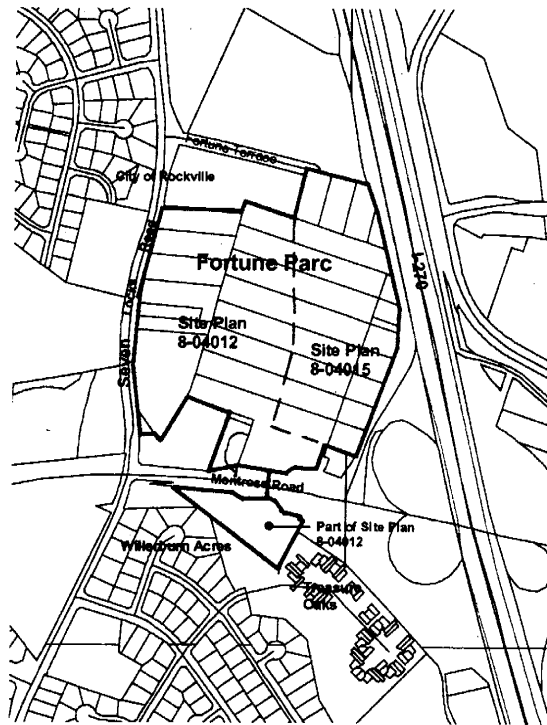 Fortune Terrace
City of Rockville
Seven Locks Road
Fortune Parc
I-270
Site Plan
8-04012
Site Plan
8-04015
Montrose Road
Part of Site Plan
8-04012
Willerburn Acres
Treasure
Oaks